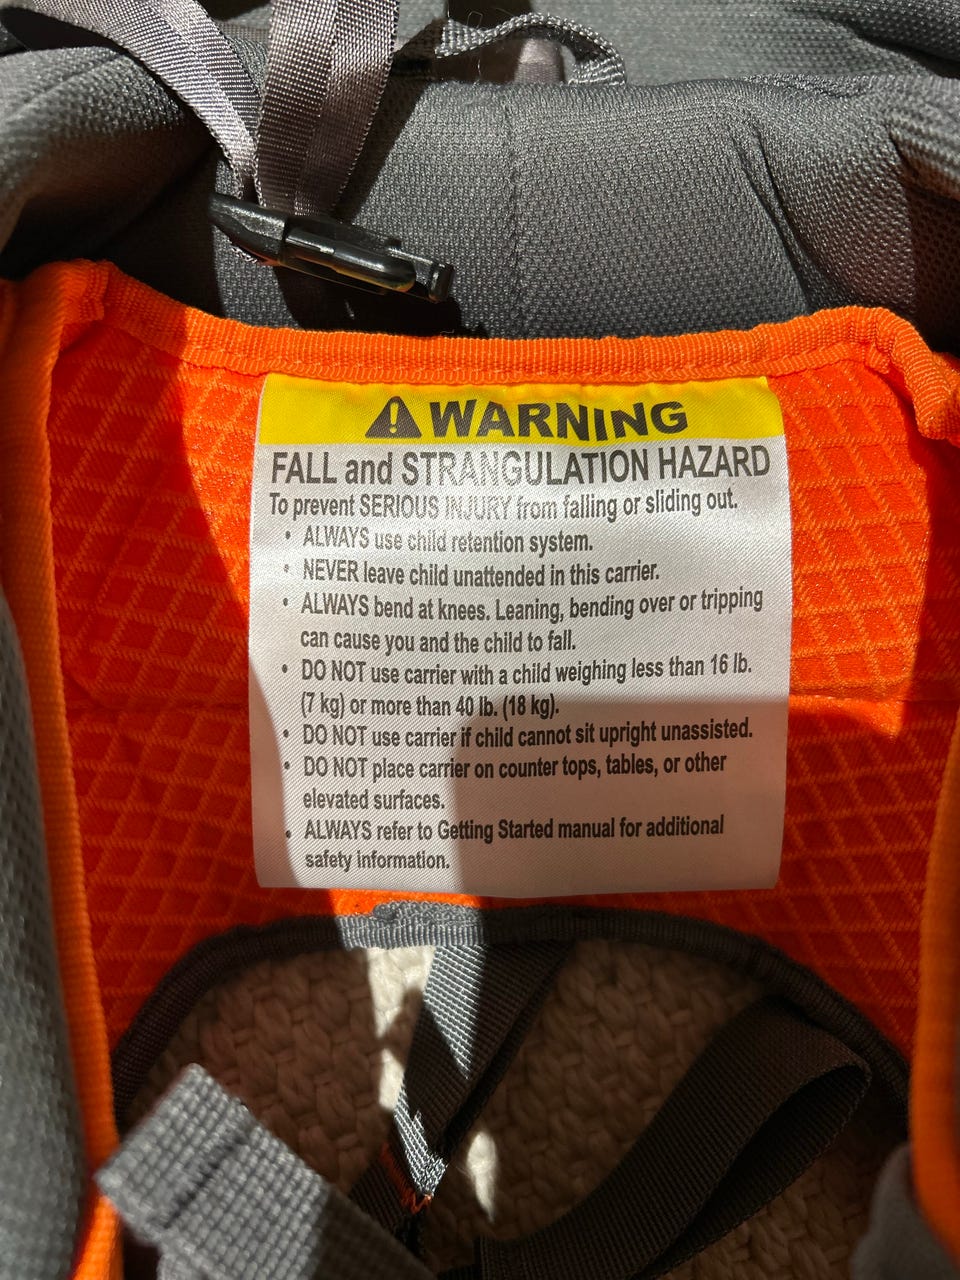 ⚠ WARNING
FALL and STRANGULATION HAZARD
To prevent SERIOUS INJURY from falling or sliding out.
• ALWAYS use child retention system.
• NEVER leave child unattended in this carrier.
• ALWAYS bend at knees. Leaning, bending over or tripping
can cause you and the child to fall.
• DO NOT use carrier with a child weighing less than 16 lb.
(7 kg) or more than 40 lb. (18 kg).
• DO NOT use carrier if child cannot sit upright unassisted.
• DO NOT place carrier on counter tops, tables, or other
elevated surfaces.
• ALWAYS refer to Getting Started manual for additional
safety information.